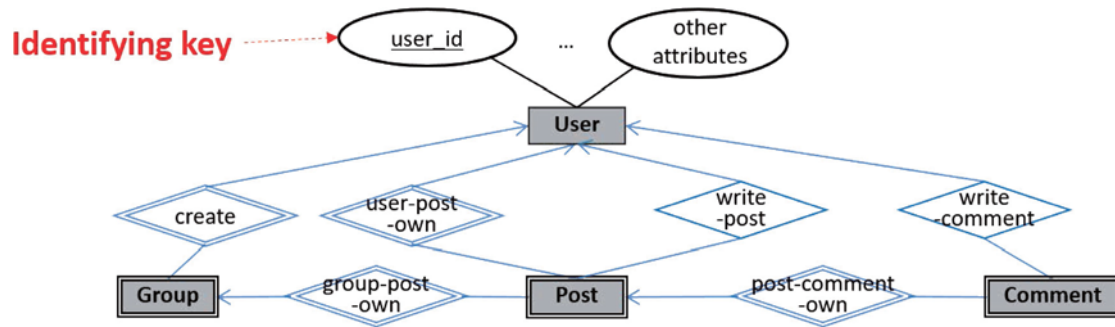 Identifying key
user_id
...
other
attributes
User
create
user-post
-own
write
-post
write
-comment
Group
group-post
-own
Post
post-comment
-own
Comment